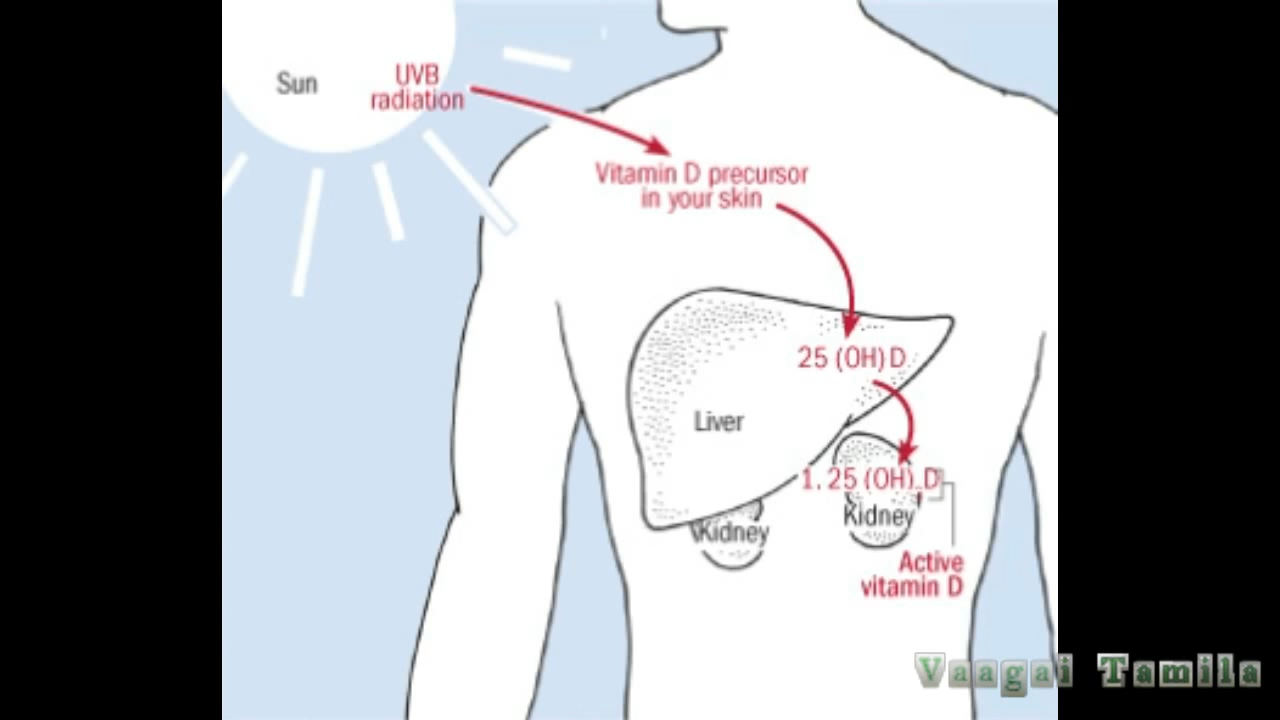 Sun
UVB
radiation
Vitamin D precursor
in your skin
25 (OH) D
Liver
1, 25 (OH)  D
Kidney
Kidney
Active
vitamin D
Vaagai Tamila